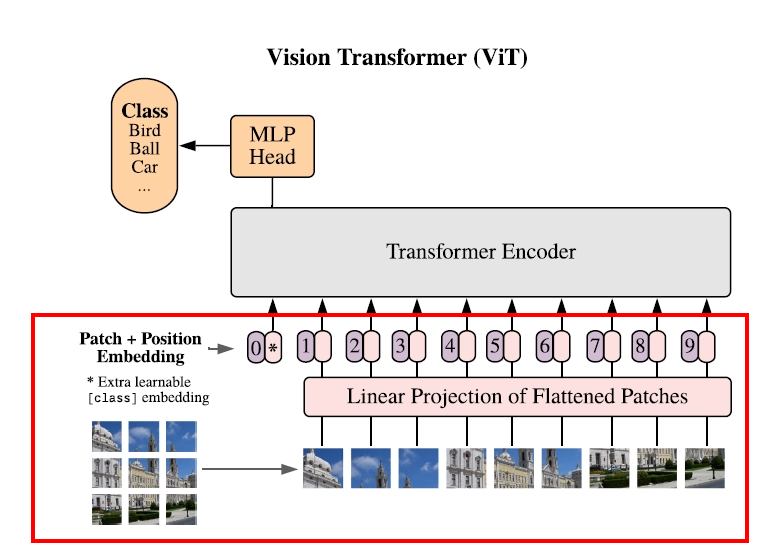 Vision Transformer (ViT)
Class
Bird
Ball
Car
...
MLP
Head
Transformer Encoder
Patch + Position
Embedding
0 * 1 2 3 4 5 6 7 8 9
* Extra learnable
[class] embedding
Linear Projection of Flattened Patches